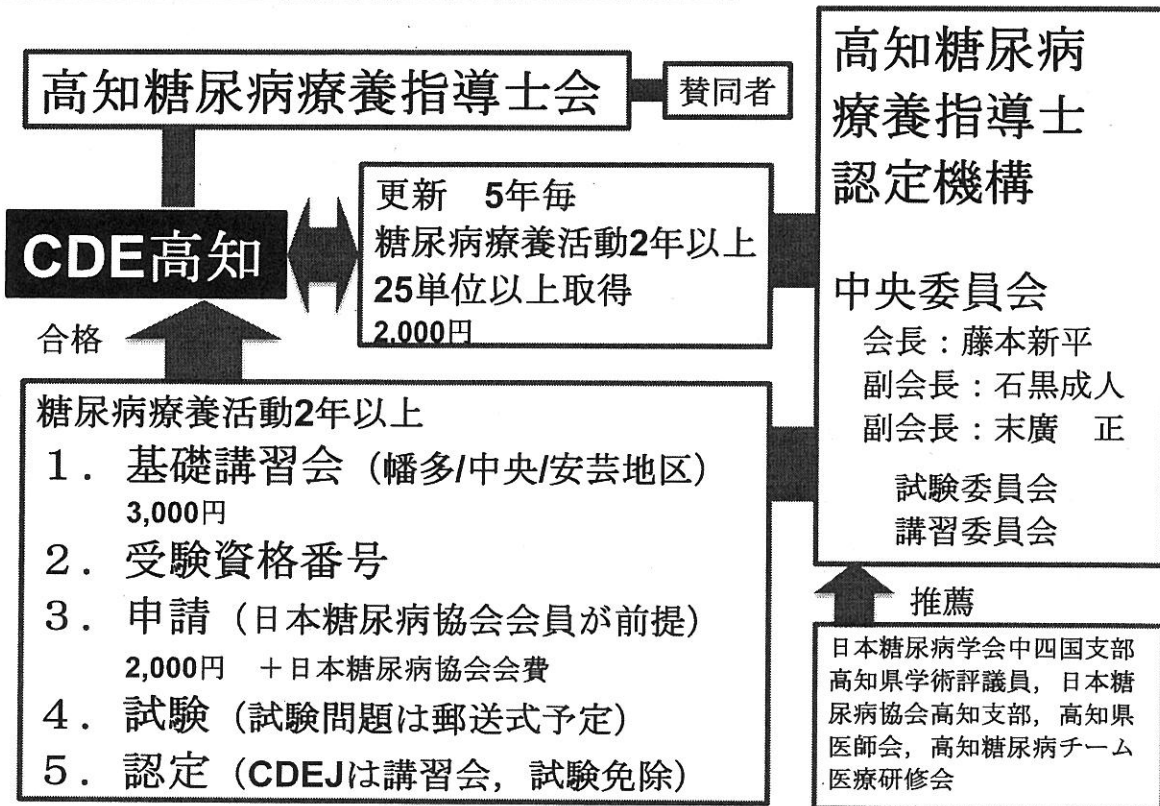 高知糖尿病療養指導士会
賛同者
CDE高知
更新 5年毎
糖尿病療養活動2年以上
25単位以上取得
2,000円
合格
糖尿病療養活動2年以上
1. 基礎講習会（幡多/中央/安芸地区）
3,000円
2. 受験資格番号
3. 申請（日本糖尿病協会会員が前提）
2,000円 ＋日本糖尿病協会会費
4. 試験（試験問題は郵送式予定）
5. 認定（CDEJは講習会，試験免除）
高知糖尿病
療養指導士
認定機構
中央委員会
会長：藤本新平
副会長：石黒成人
副会長：末廣 正
試験委員会
講習委員会
推薦
日本糖尿病学会中四国支部
高知県学術評議員，日本糖
尿病協会高知支部，高知県
医師会，高知糖尿病チーム
医療研修会